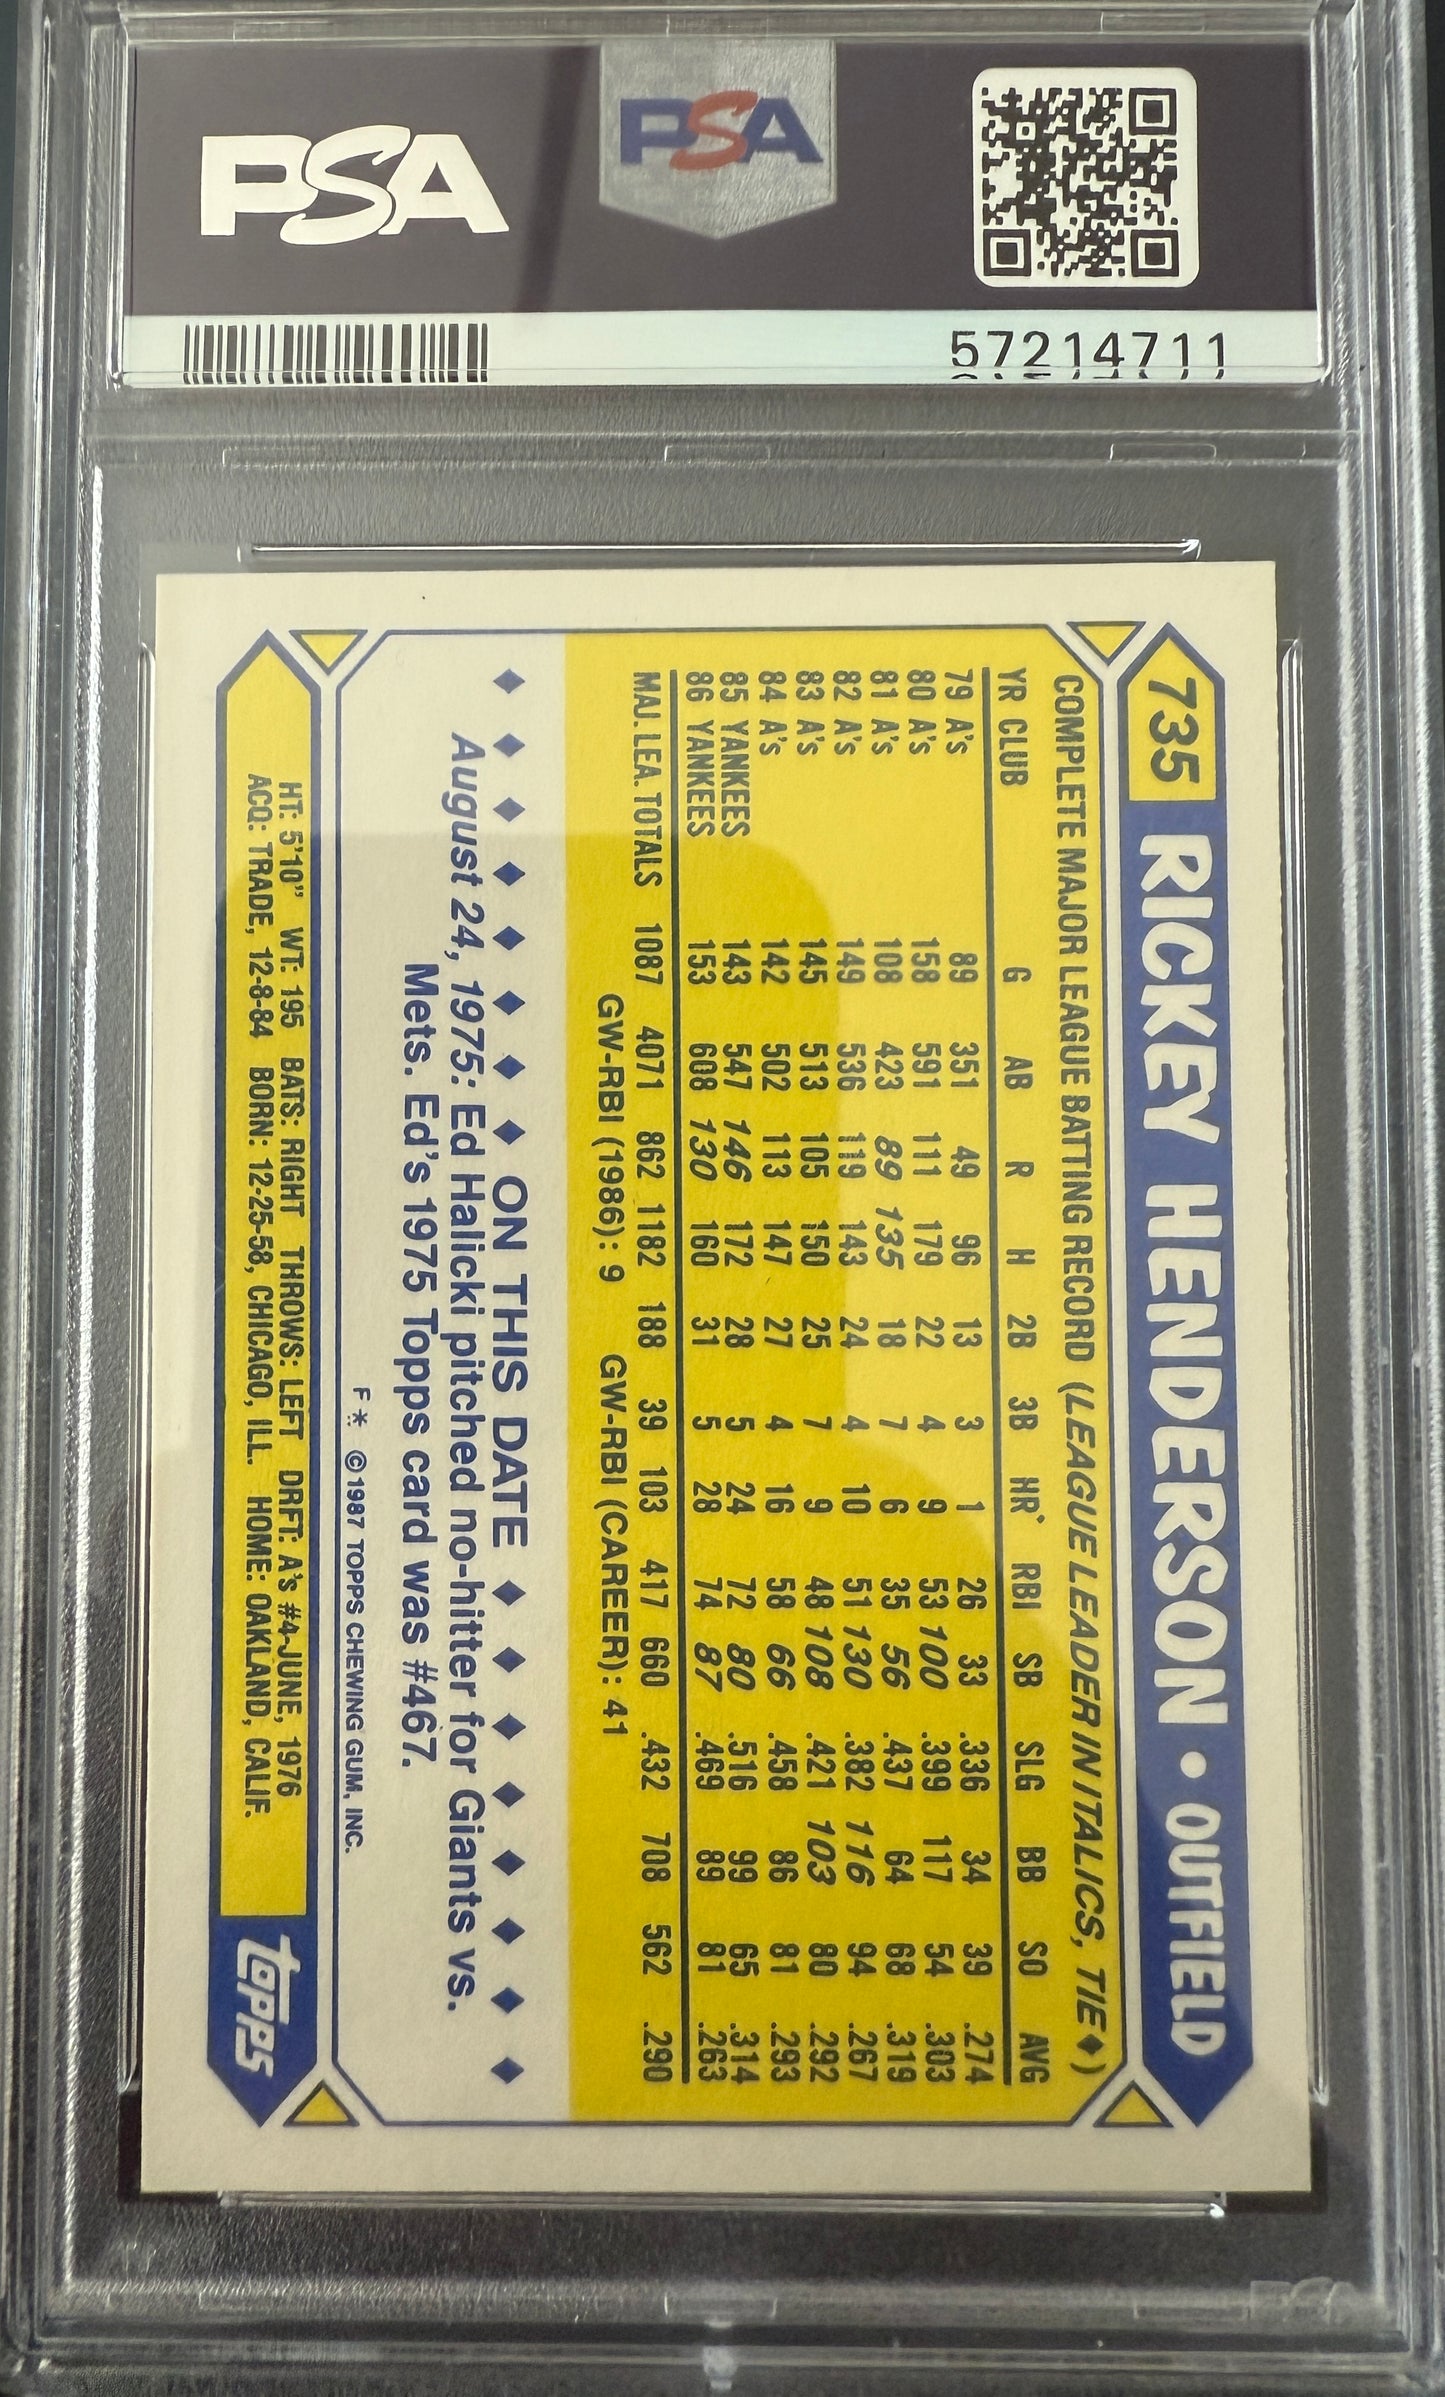 PSA
PSA
57214711
735 RICKEY HENDERSON • OUTFIELD
COMPLETE MAJOR LEAGUE BATTING RECORD (LEAGUE LEADER IN ITALICS, TIE ♦)
YR CLUB G AB R H 2B 3B HR RBI SB SLG BB SO AVG
79 A's 89 351 49 96 13 3 1 26 33 .336 34 39 .274
80 A's 158 591 111 179 22 4 9 53 100 .399 117 54 .303
81 A's 108 423 89 135 18 7 6 35 56 .437 64 68 .319
82 A's 149 536 119 143 24 4 10 51 130 .382 116 94 .267
83 A's 145 513 105 150 25 7 9 48 108 .421 103 80 .292
84 A's 142 502 113 147 27 4 16 58 66 .458 86 81 .293
85 YANKEES 143 547 146 172 28 5 24 72 80 .516 99 65 .314
86 YANKEES 153 608 130 160 31 5 28 74 87 .469 89 81 .263
MAJ. LEA. TOTALS 1087 4071 862 1182 188 39 103 417 660 .432 708 562 .290
GW-RBI (1986): 9 GW-RBI (CAREER): 41
♦ ♦ ♦ ♦ ♦ ♦ ♦ ♦ ON THIS DATE ♦ ♦ ♦ ♦ ♦ ♦ ♦ ♦
August 24, 1975: Ed Halicki pitched no-hitter for Giants vs.
Mets. Ed's 1975 Topps card was #467.
F* ©1987 TOPPS CHEWING GUM, INC.
HT: 5'10" WT: 195 BATS: RIGHT THROWS: LEFT DRFT: A's #4-JUNE, 1976
ACQ: TRADE, 12-8-84 BORN: 12-25-58, CHICAGO, ILL. HOME: OAKLAND, CALIF.
topps
PSA